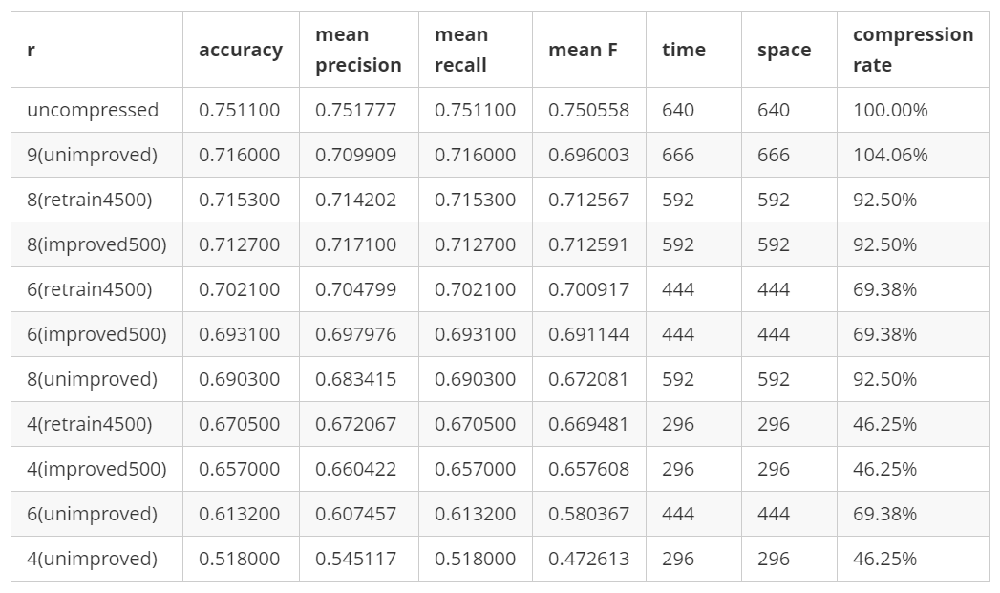 r accuracy mean precision mean recall mean F time space compression rate
uncompressed 0.751100 0.751777 0.751100 0.750558 640 640 100.00%
9(unimproved) 0.716000 0.709909 0.716000 0.696003 666 666 104.06%
8(retrain4500) 0.715300 0.714202 0.715300 0.712567 592 592 92.50%
8(improved500) 0.712700 0.717100 0.712700 0.712591 592 592 92.50%
6(retrain4500) 0.702100 0.704799 0.702100 0.700917 444 444 69.38%
6(improved500) 0.693100 0.697976 0.693100 0.691144 444 444 69.38%
8(unimproved) 0.690300 0.683415 0.690300 0.672081 592 592 92.50%
4(retrain4500) 0.670500 0.672067 0.670500 0.669481 296 296 46.25%
4(improved500) 0.657000 0.660422 0.657000 0.657608 296 296 46.25%
6(unimproved) 0.613200 0.607457 0.613200 0.580367 444 444 69.38%
4(unimproved) 0.518000 0.545117 0.518000 0.472613 296 296 46.25%